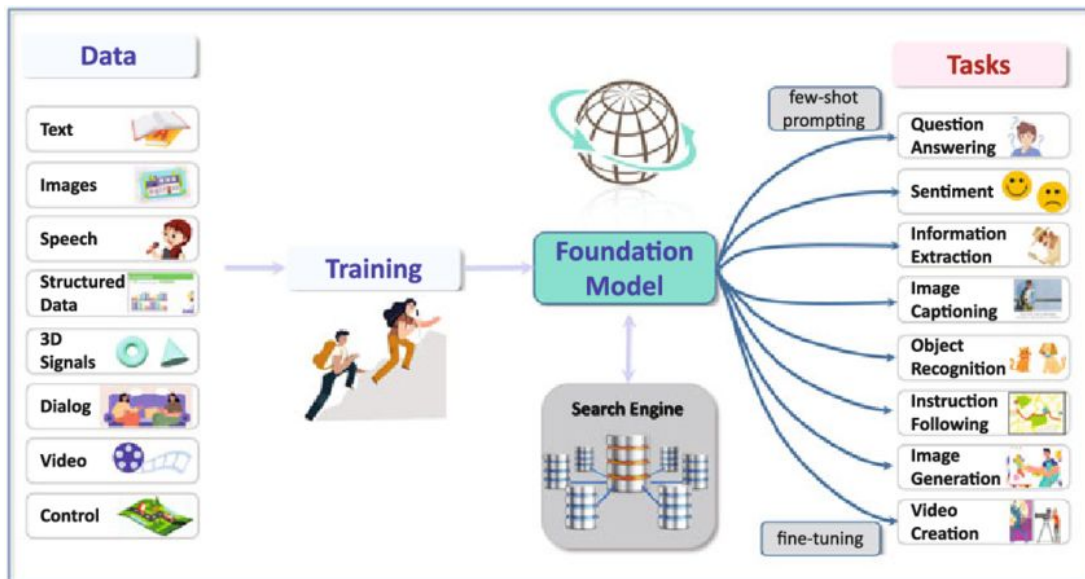 Data
Text
Images
Speech
Structured
Data
3D
Signals
Dialog
Video
Control
Training
Foundation
Model
Search Engine
few-shot
prompting
fine-tuning
Tasks
Question
Answering
Sentiment
Information
Extraction
Image
Captioning
Object
Recognition
Instruction
Following
Image
Generation
Video
Creation